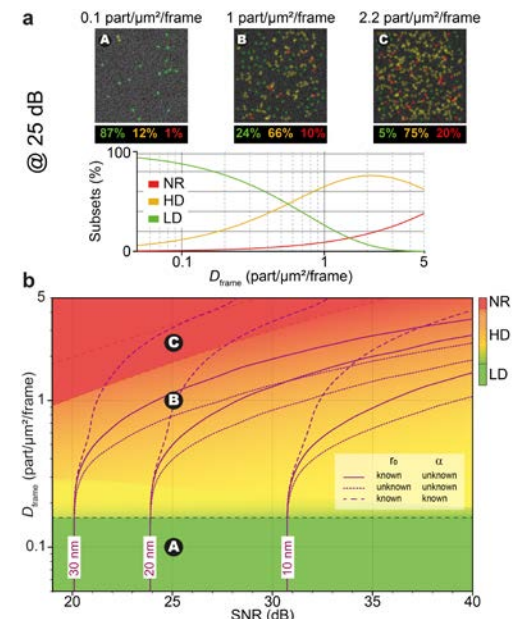 a
0.1 part/µm²/frame
1 part/µm²/frame
2.2 part/µm²/frame
A
B
C
87% 12% 1%
24% 66% 10%
5% 75% 20%
@ 25 dB
Subsets (%)
100
0
NR
HD
LD
0.1
1
5
Dframe (part/µm²/frame)
b
Dframe (part/µm²/frame)
5
1
0.1
C
B
A
30 nm
20 nm
10 nm
r₀ α
known unknown
unknown unknown
known known
NR
HD
LD
20
25
30
35
40
SNR (dB)